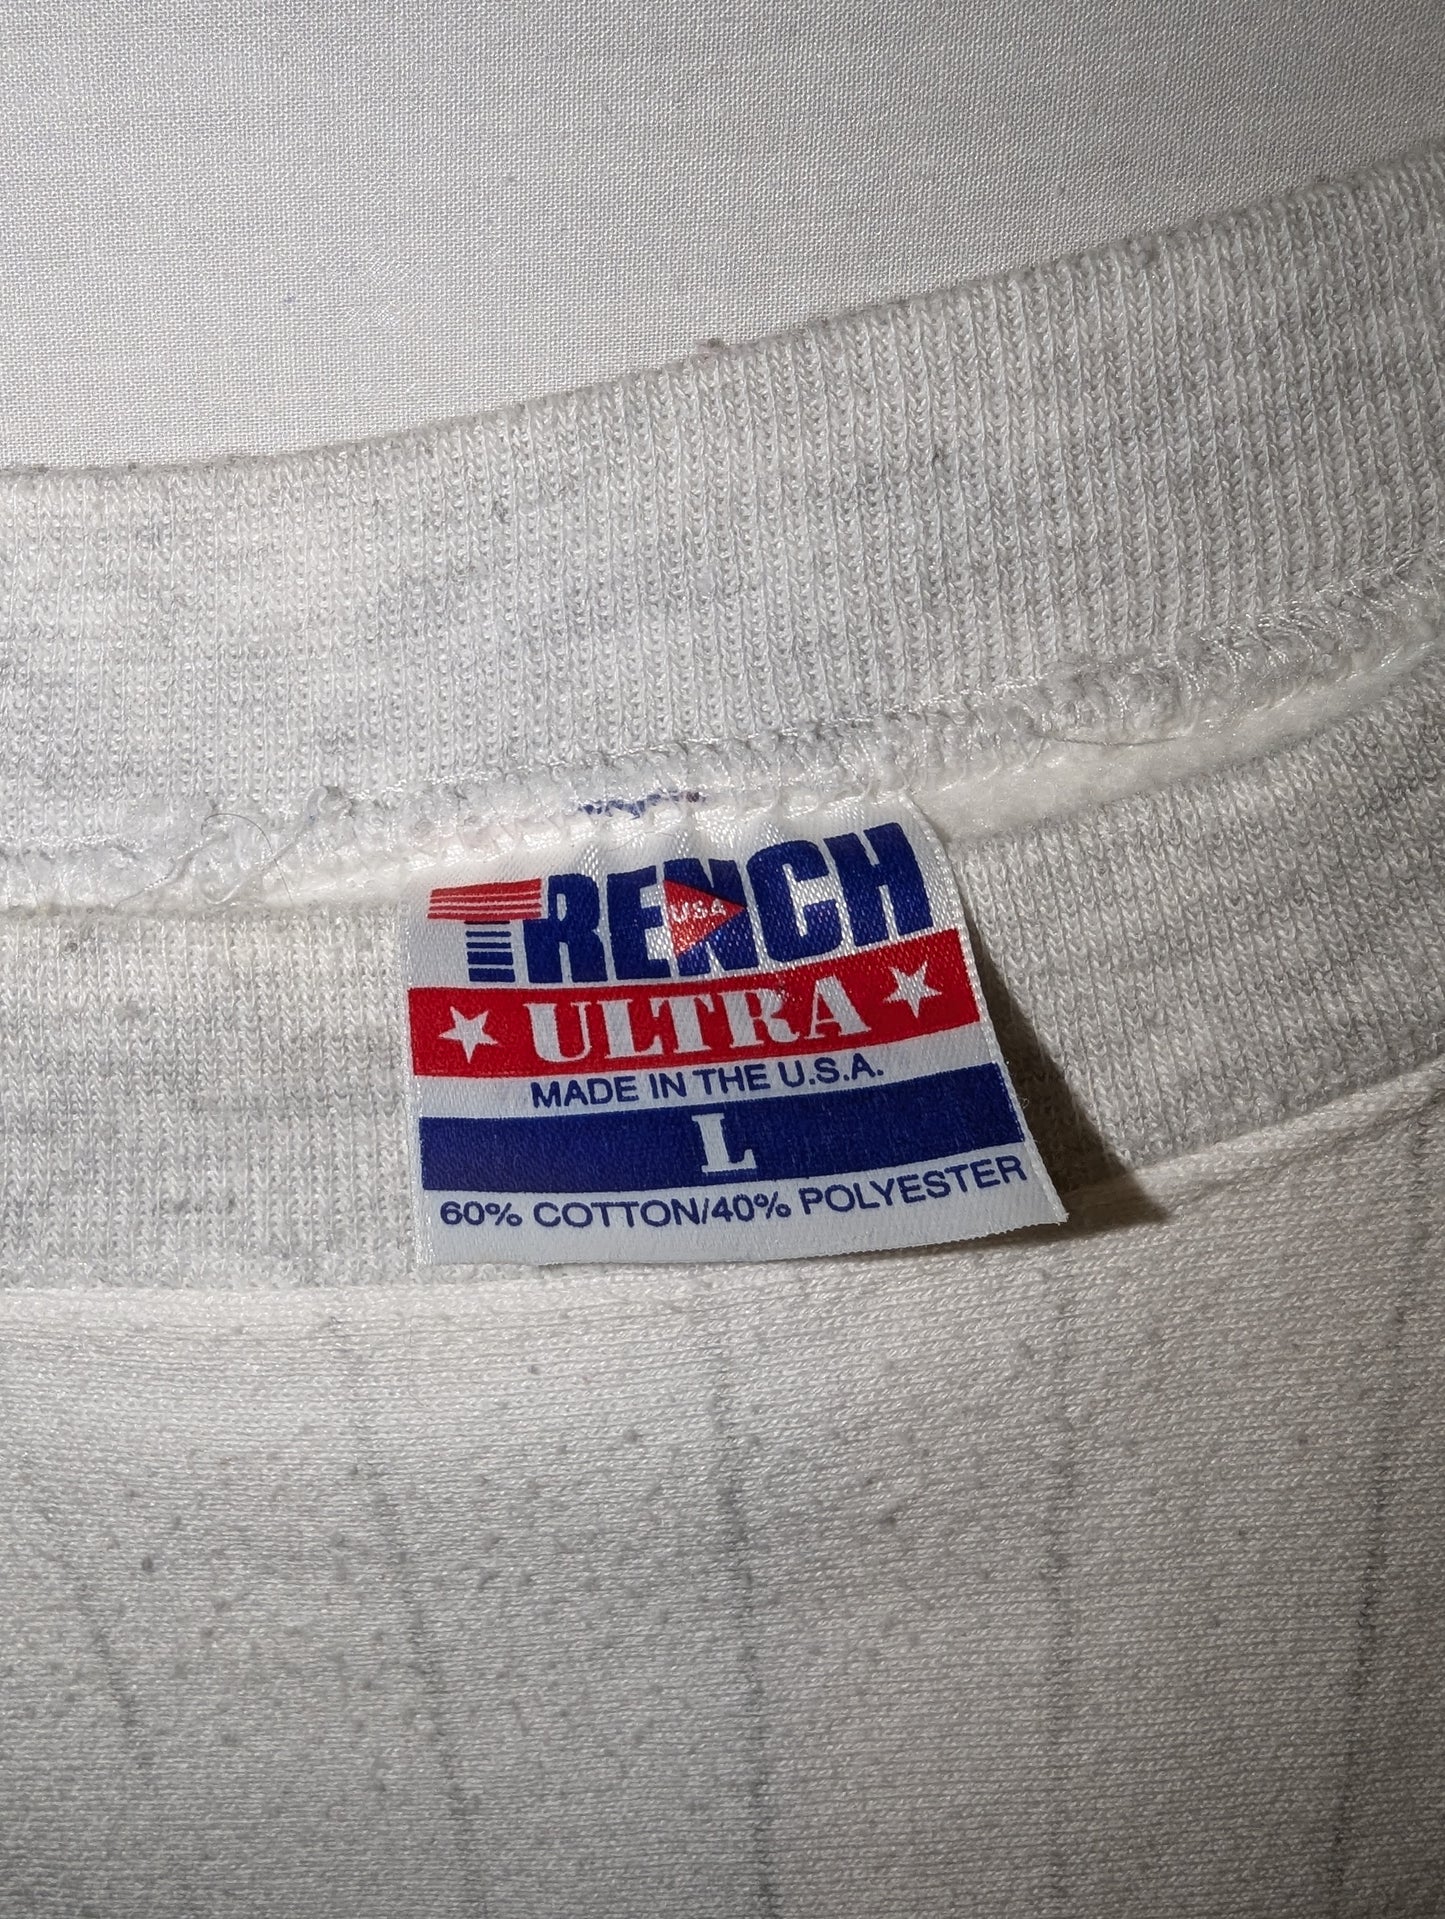 TRENCH
USA
ULTRA
MADE IN THE U.S.A.
L
60% COTTON/40% POLYESTER